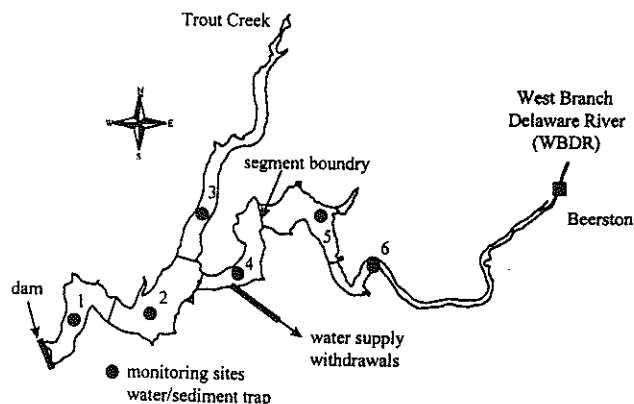 Trout Creek
N
W E
S
West Branch
Delaware River
(WBDR)
segment boundry
3
5
Beerston
6
4
dam
1
2
water supply
withdrawals
monitoring sites
water/sediment trap